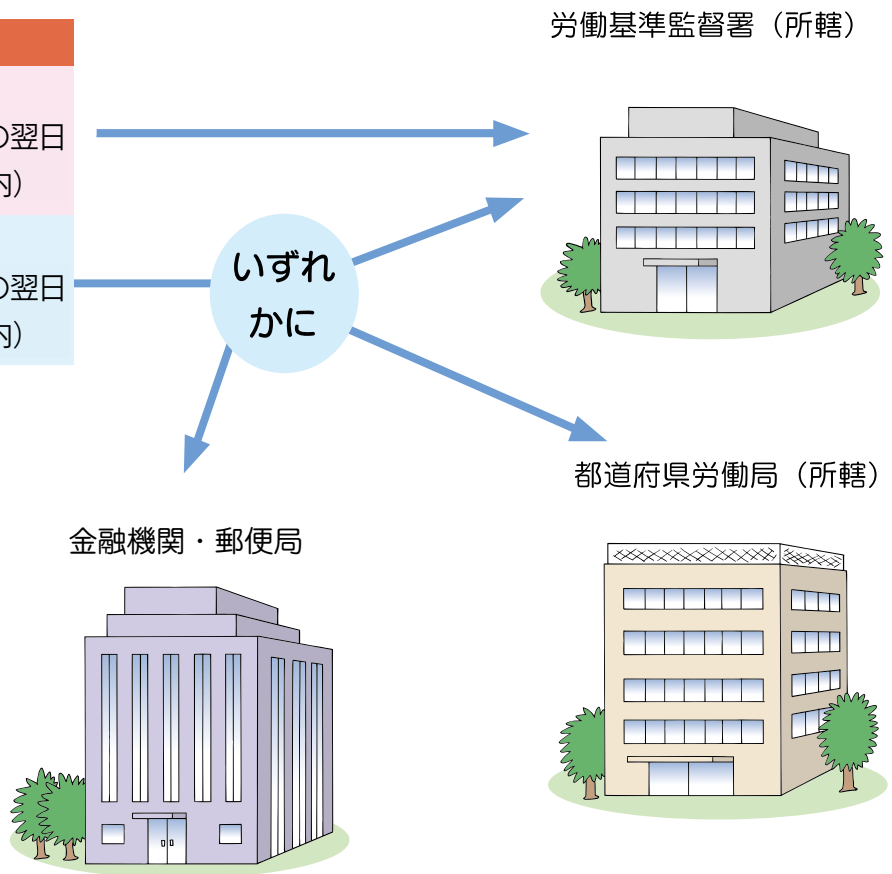 労働基準監督署（所轄）
の翌日
内）
の翌日
内）
いずれ
かに
都道府県労働局（所轄）
金融機関・郵便局